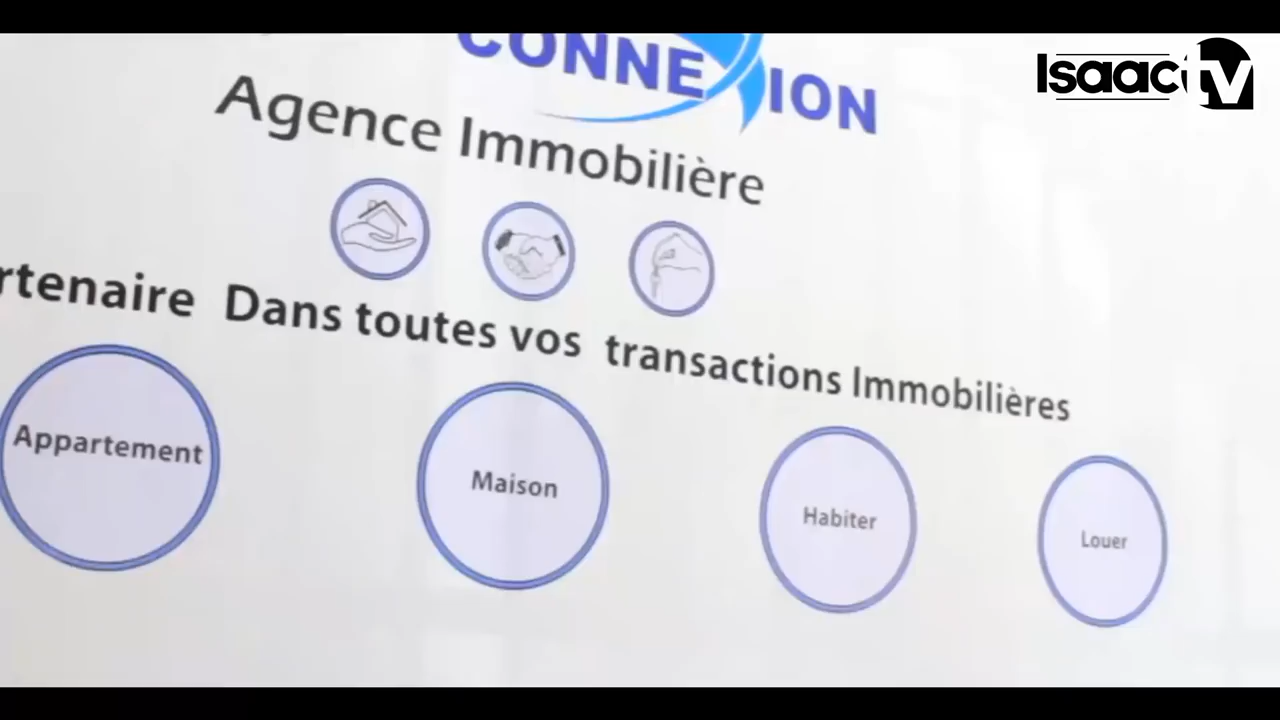 CONNEXION
Isaac TV
Agence Immobilière
rtenaire Dans toutes vos transactions Immobilières
Appartement
Maison
Habiter
Louer